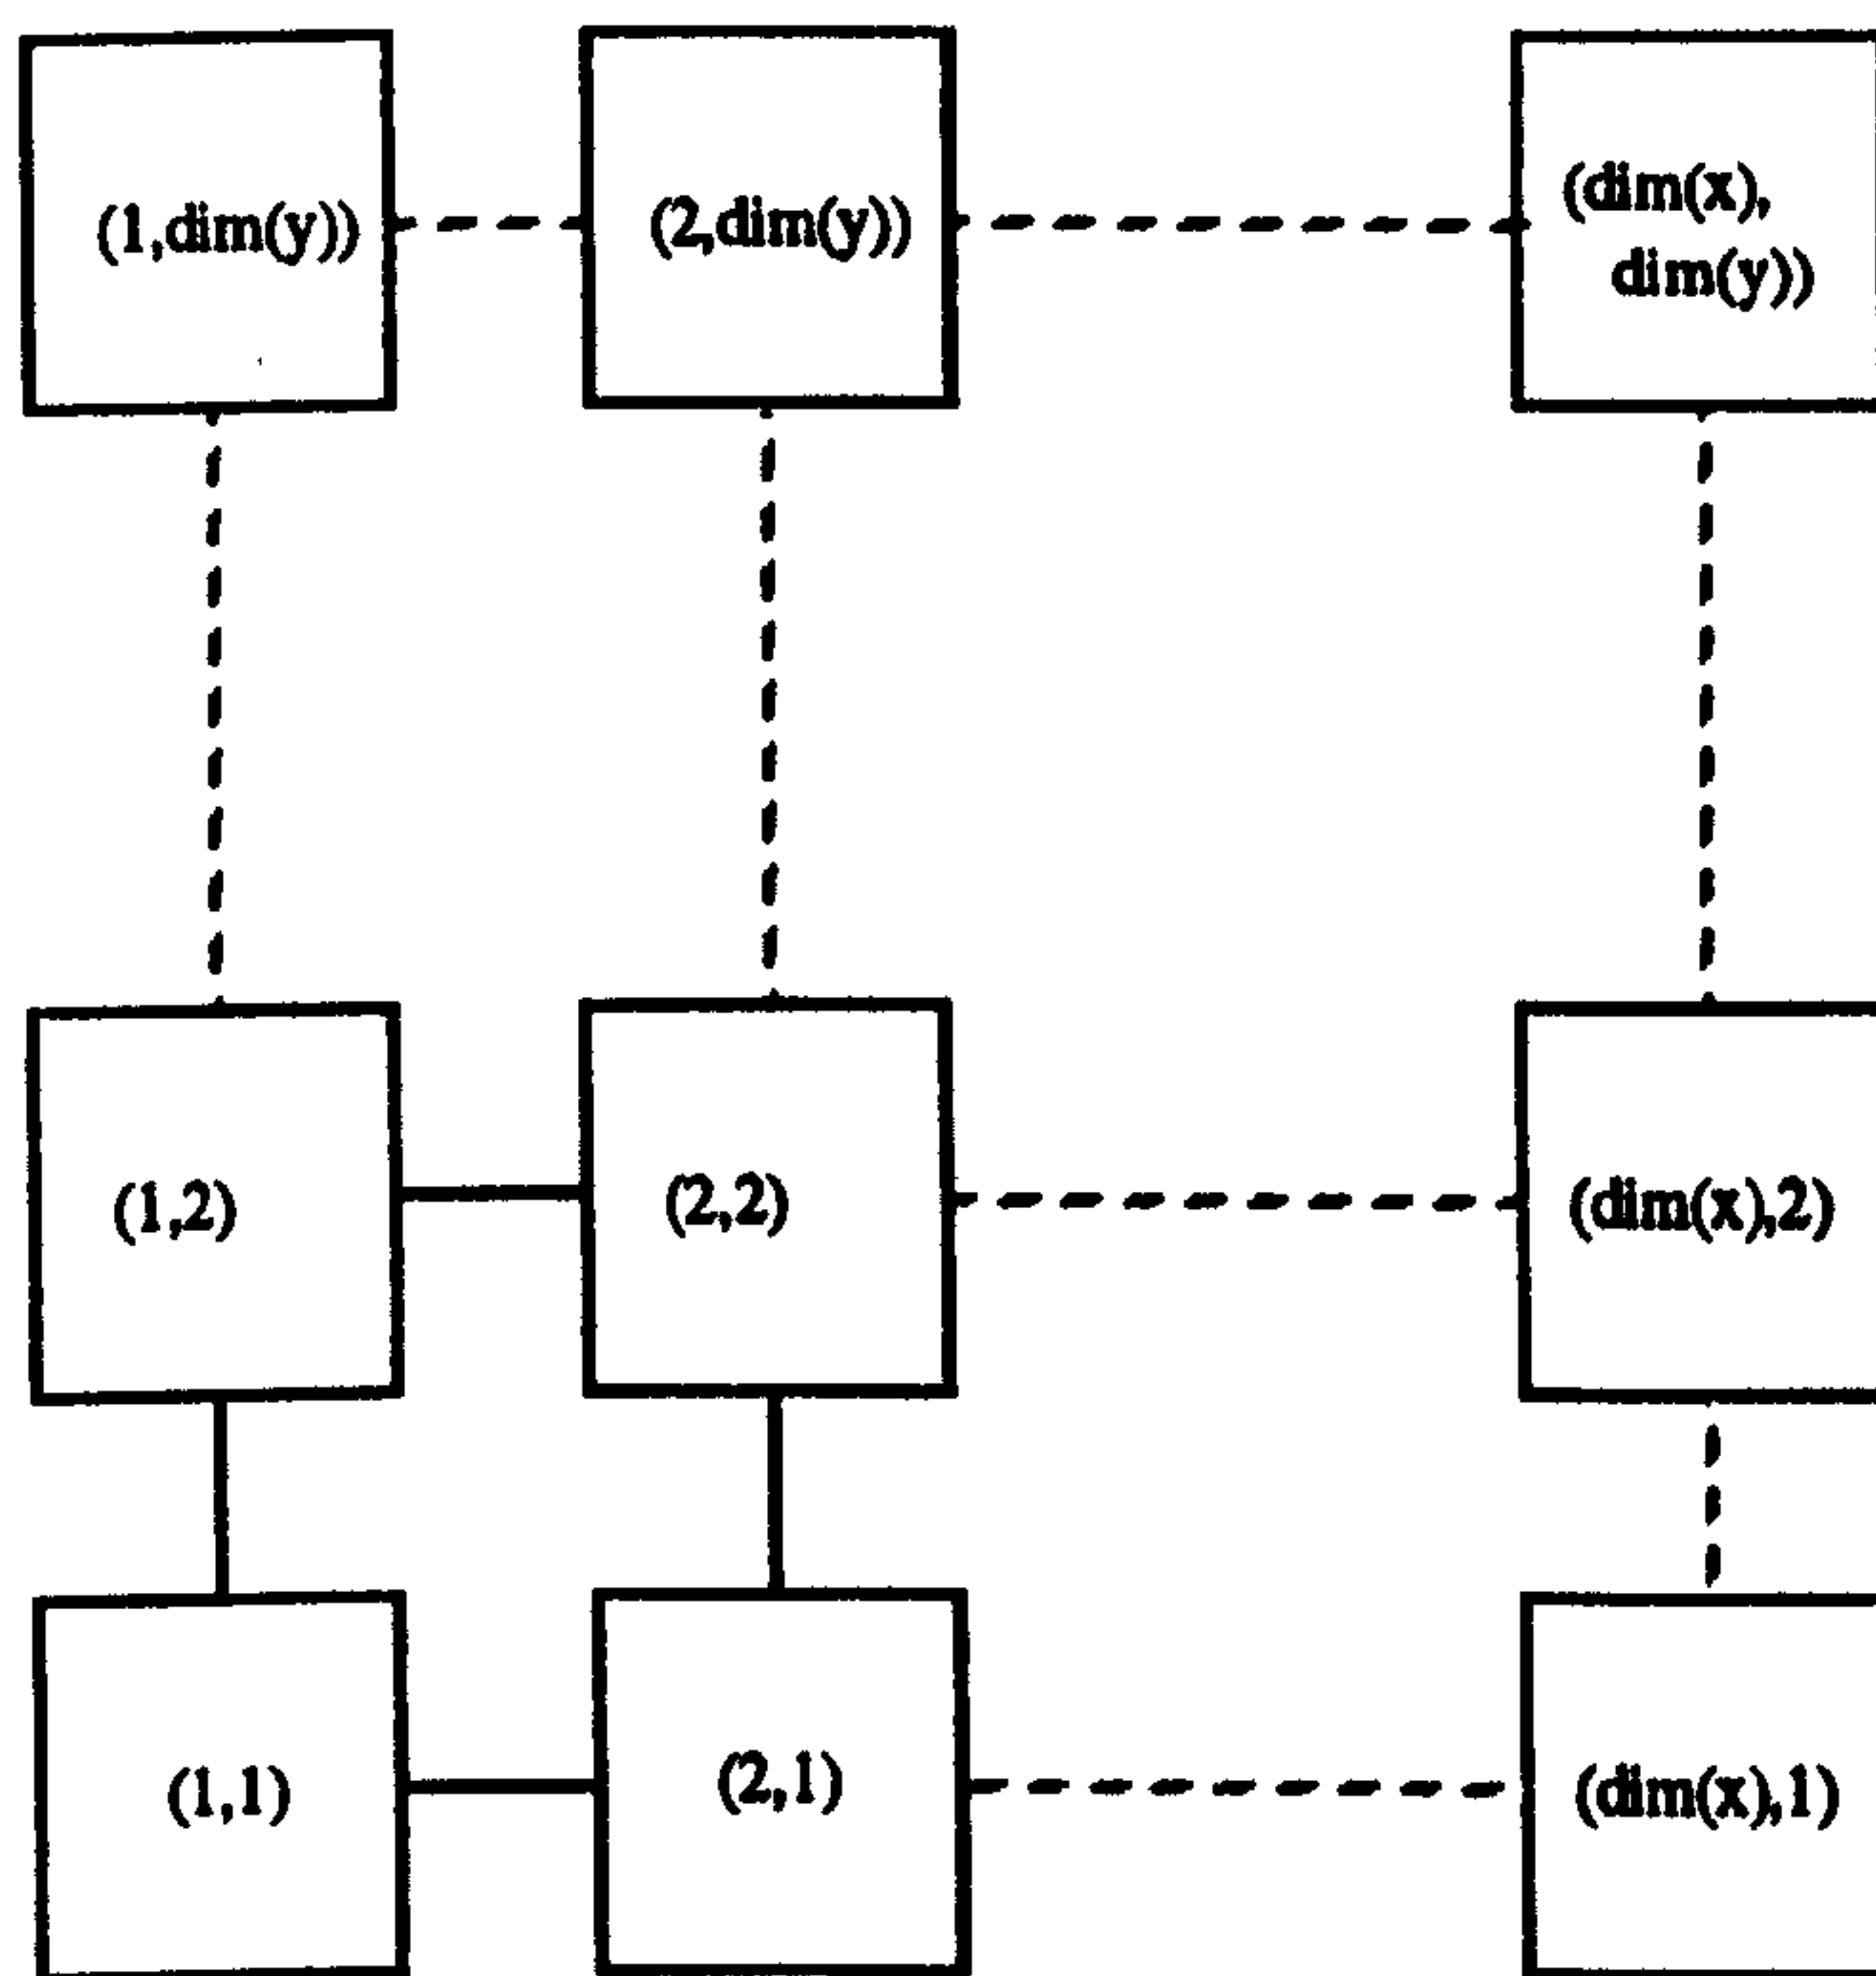 (1,dim(y))
(2,dim(y))
(dim(x),
dim(y))
(1,2)
(2,2)
(dim(x),2)
(1,1)
(2,1)
(dim(x),1)